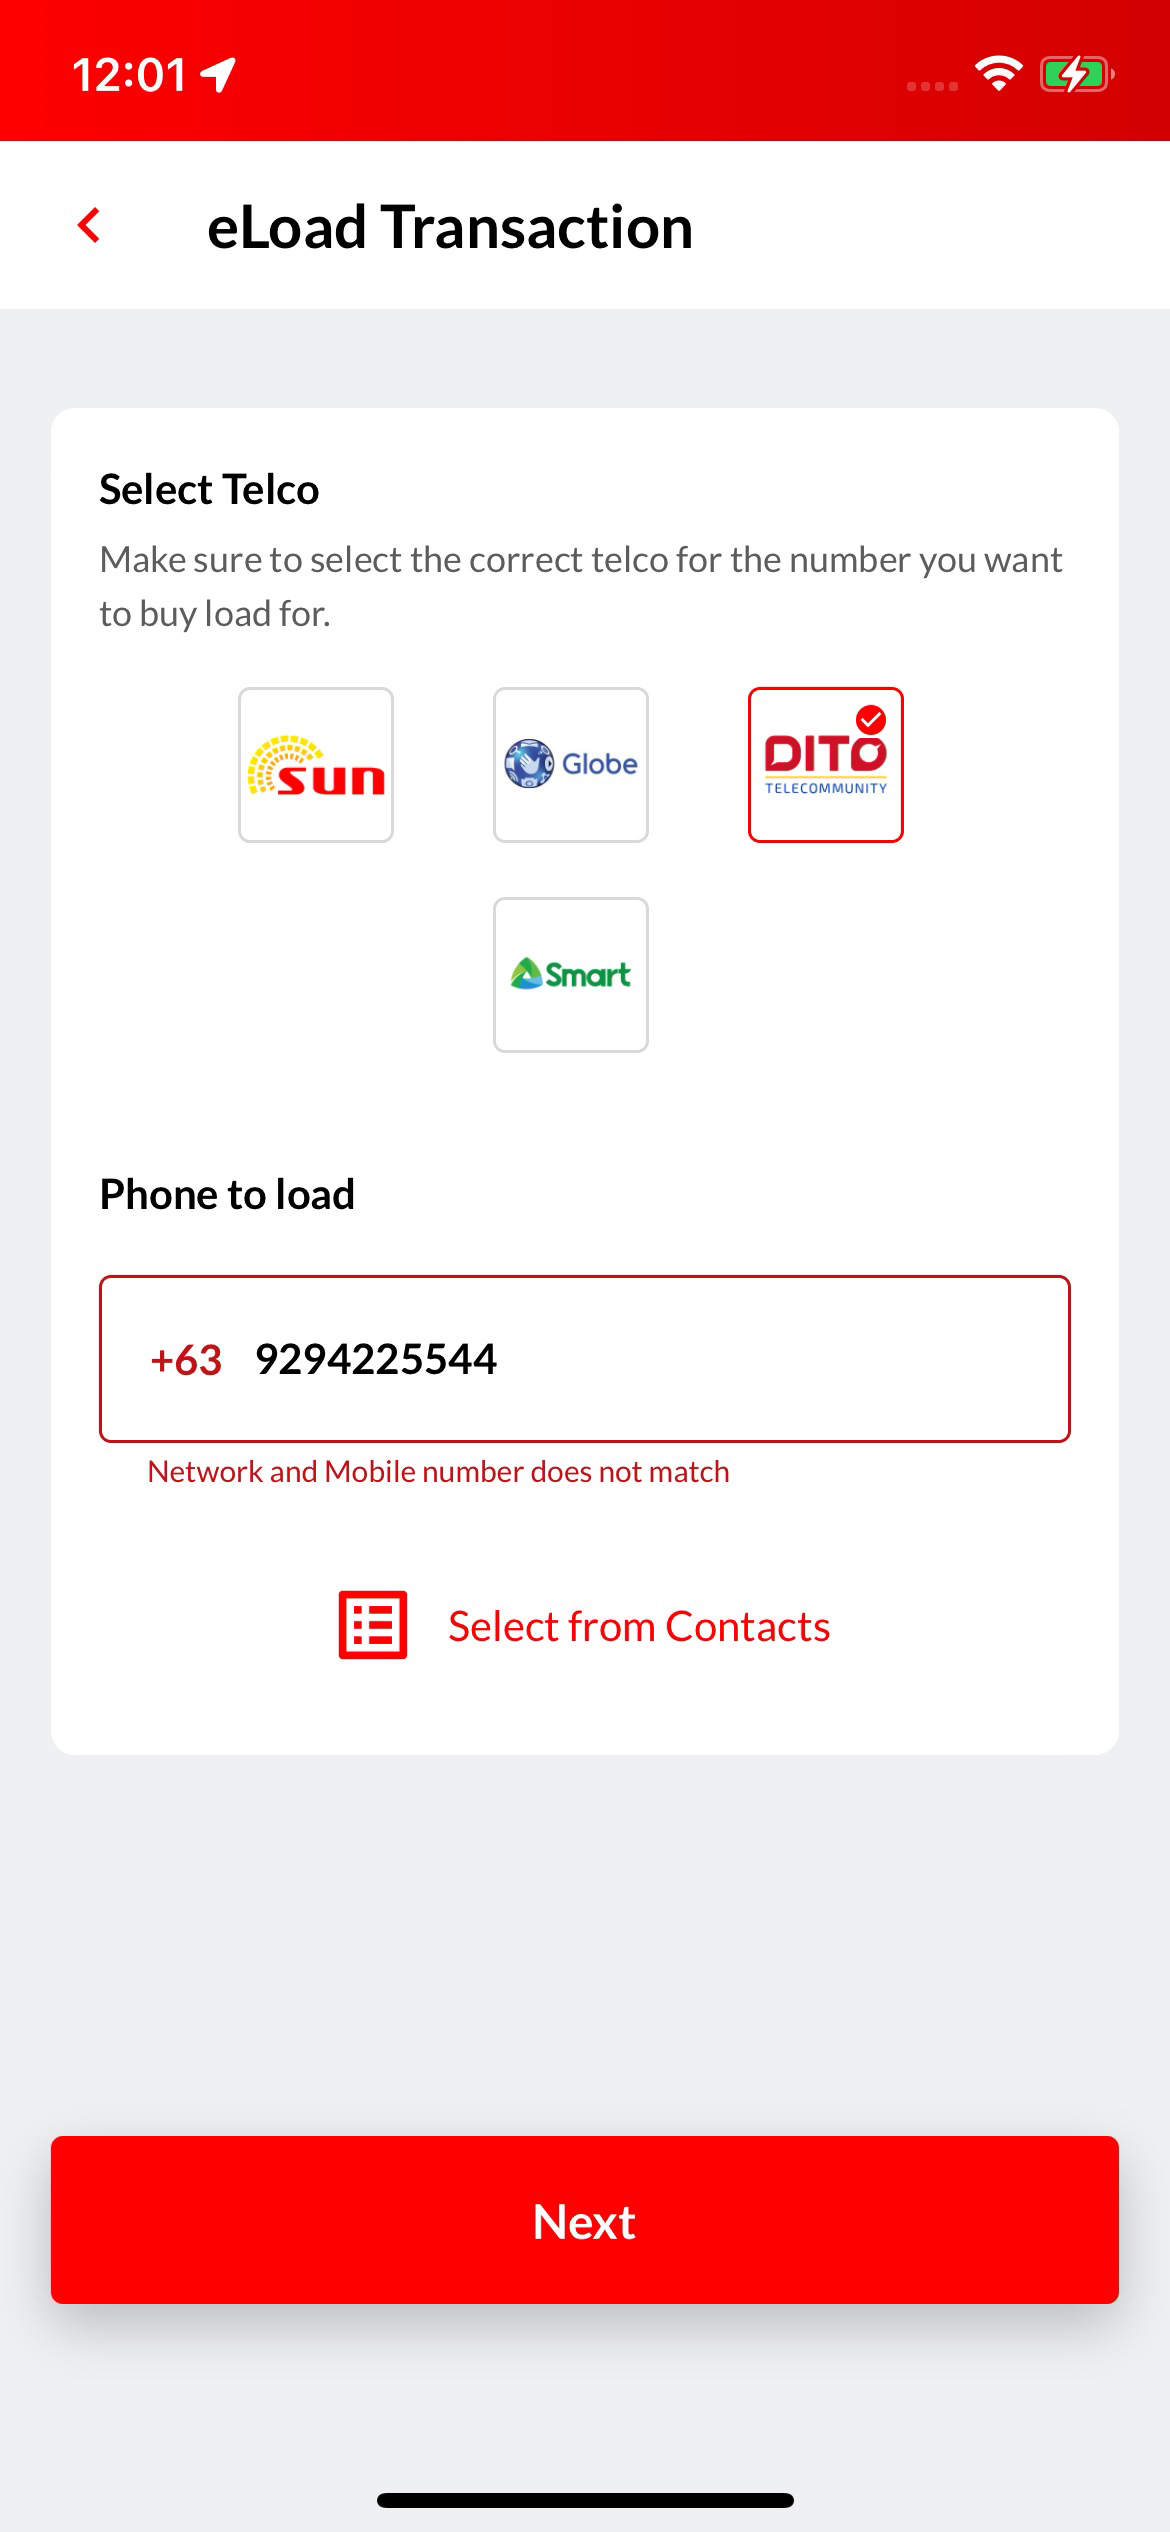 12:01
eLoad Transaction
Select Telco
Make sure to select the correct telco for the number you want
to buy load for.
sun
Globe
DITO
TELECOMMUNITY
Smart
Phone to load
+63 9294225544
Network and Mobile number does not match
Select from Contacts
Next